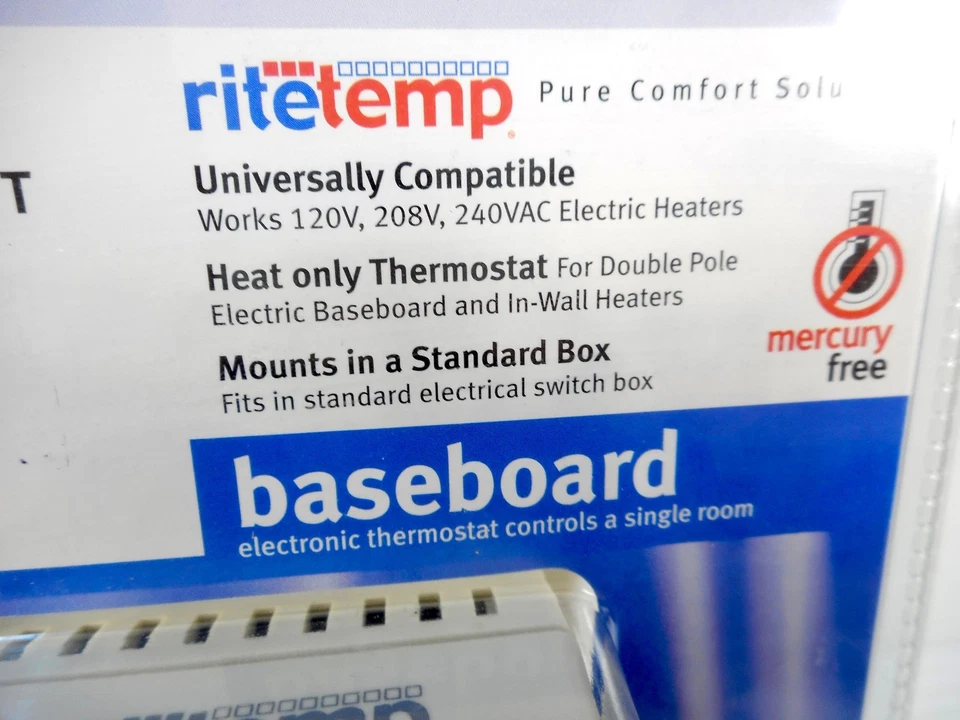 ritetemp Pure Comfort Solu
T
Universally Compatible
Works 120V, 208V, 240VAC Electric Heaters
Heat only Thermostat For Double Pole
Electric Baseboard and In-Wall Heaters
Mounts in a Standard Box
Fits in standard electrical switch box
mercury
free
baseboard
electronic thermostat controls a single room